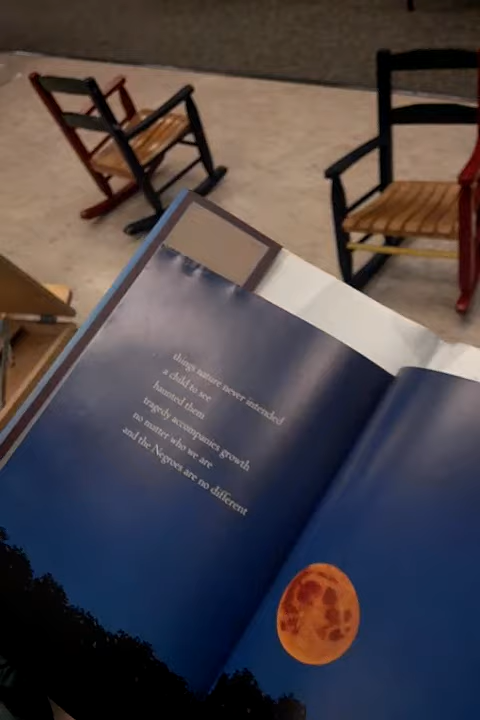 things nature never intended
a child to see
haunted them
tragedy accompanies growth
no matter who we are
and the Negroes are no different